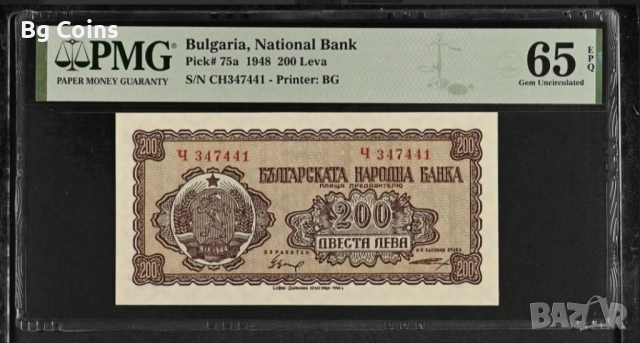 Bg Coins
PMG
PAPER MONEY GUARANTY
Bulgaria, National Bank
Pick# 75a 1948 200 Leva
S/N CH347441 - Printer: BG
65 EPQ
Gem Uncirculated
200 Ч 347441 Ч 347441 200
БЪЛГАРСКАТА НАРОДНА БАНКА
ПЛАЩА ПРЕДЯВИТЕЛЮ
200
ДВЕСТА ЛЕВА
УПРАВИТЕЛ
200 200
BAZAR